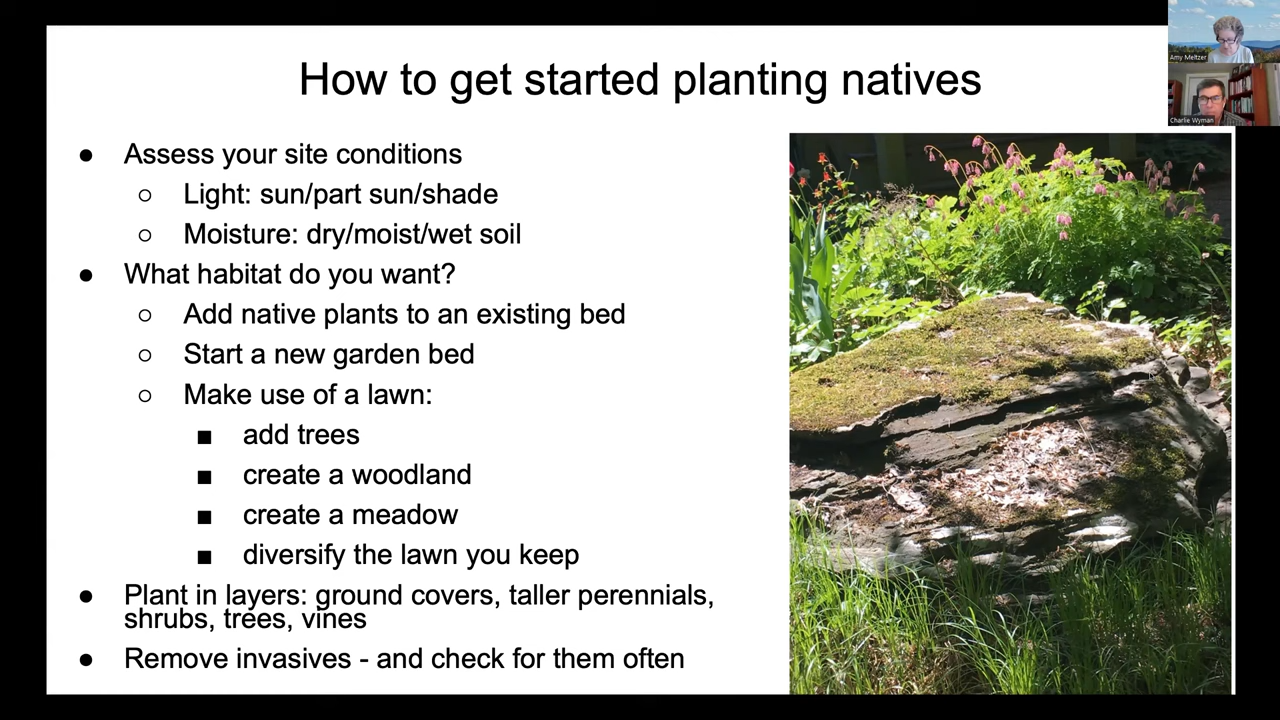 How to get started planting natives
Amy Meltzer
Charlie Wyman
● Assess your site conditions
○ Light: sun/part sun/shade
○ Moisture: dry/moist/wet soil
● What habitat do you want?
○ Add native plants to an existing bed
○ Start a new garden bed
○ Make use of a lawn:
■ add trees
■ create a woodland
■ create a meadow
■ diversify the lawn you keep
● Plant in layers: ground covers, taller perennials,
shrubs, trees, vines
● Remove invasives - and check for them often